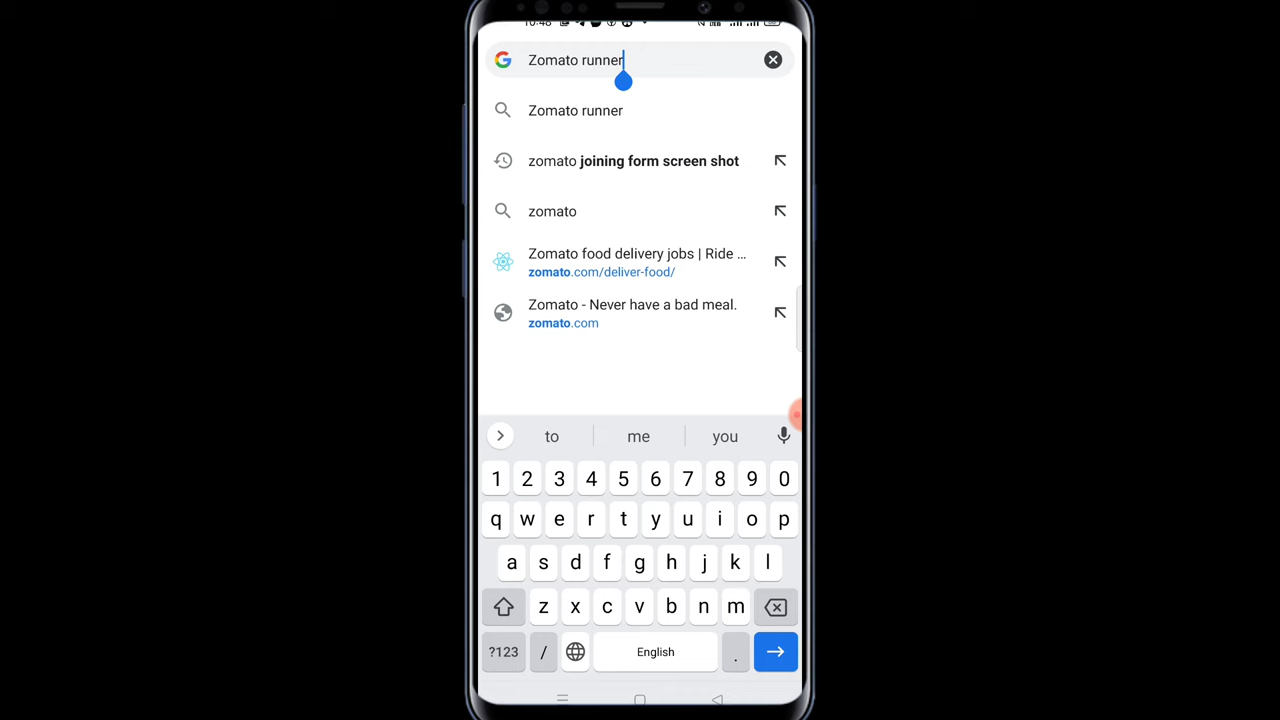 10:48
Zomato runner
Zomato runner
zomato joining form screen shot
zomato
Zomato food delivery jobs | Ride ...
zomato.com/deliver-food/
Zomato - Never have a bad meal.
zomato.com
to me you
1 2 3 4 5 6 7 8 9 0
q w e r t y u i o p
a s d f g h j k l
z x c v b n m
?123 / English .